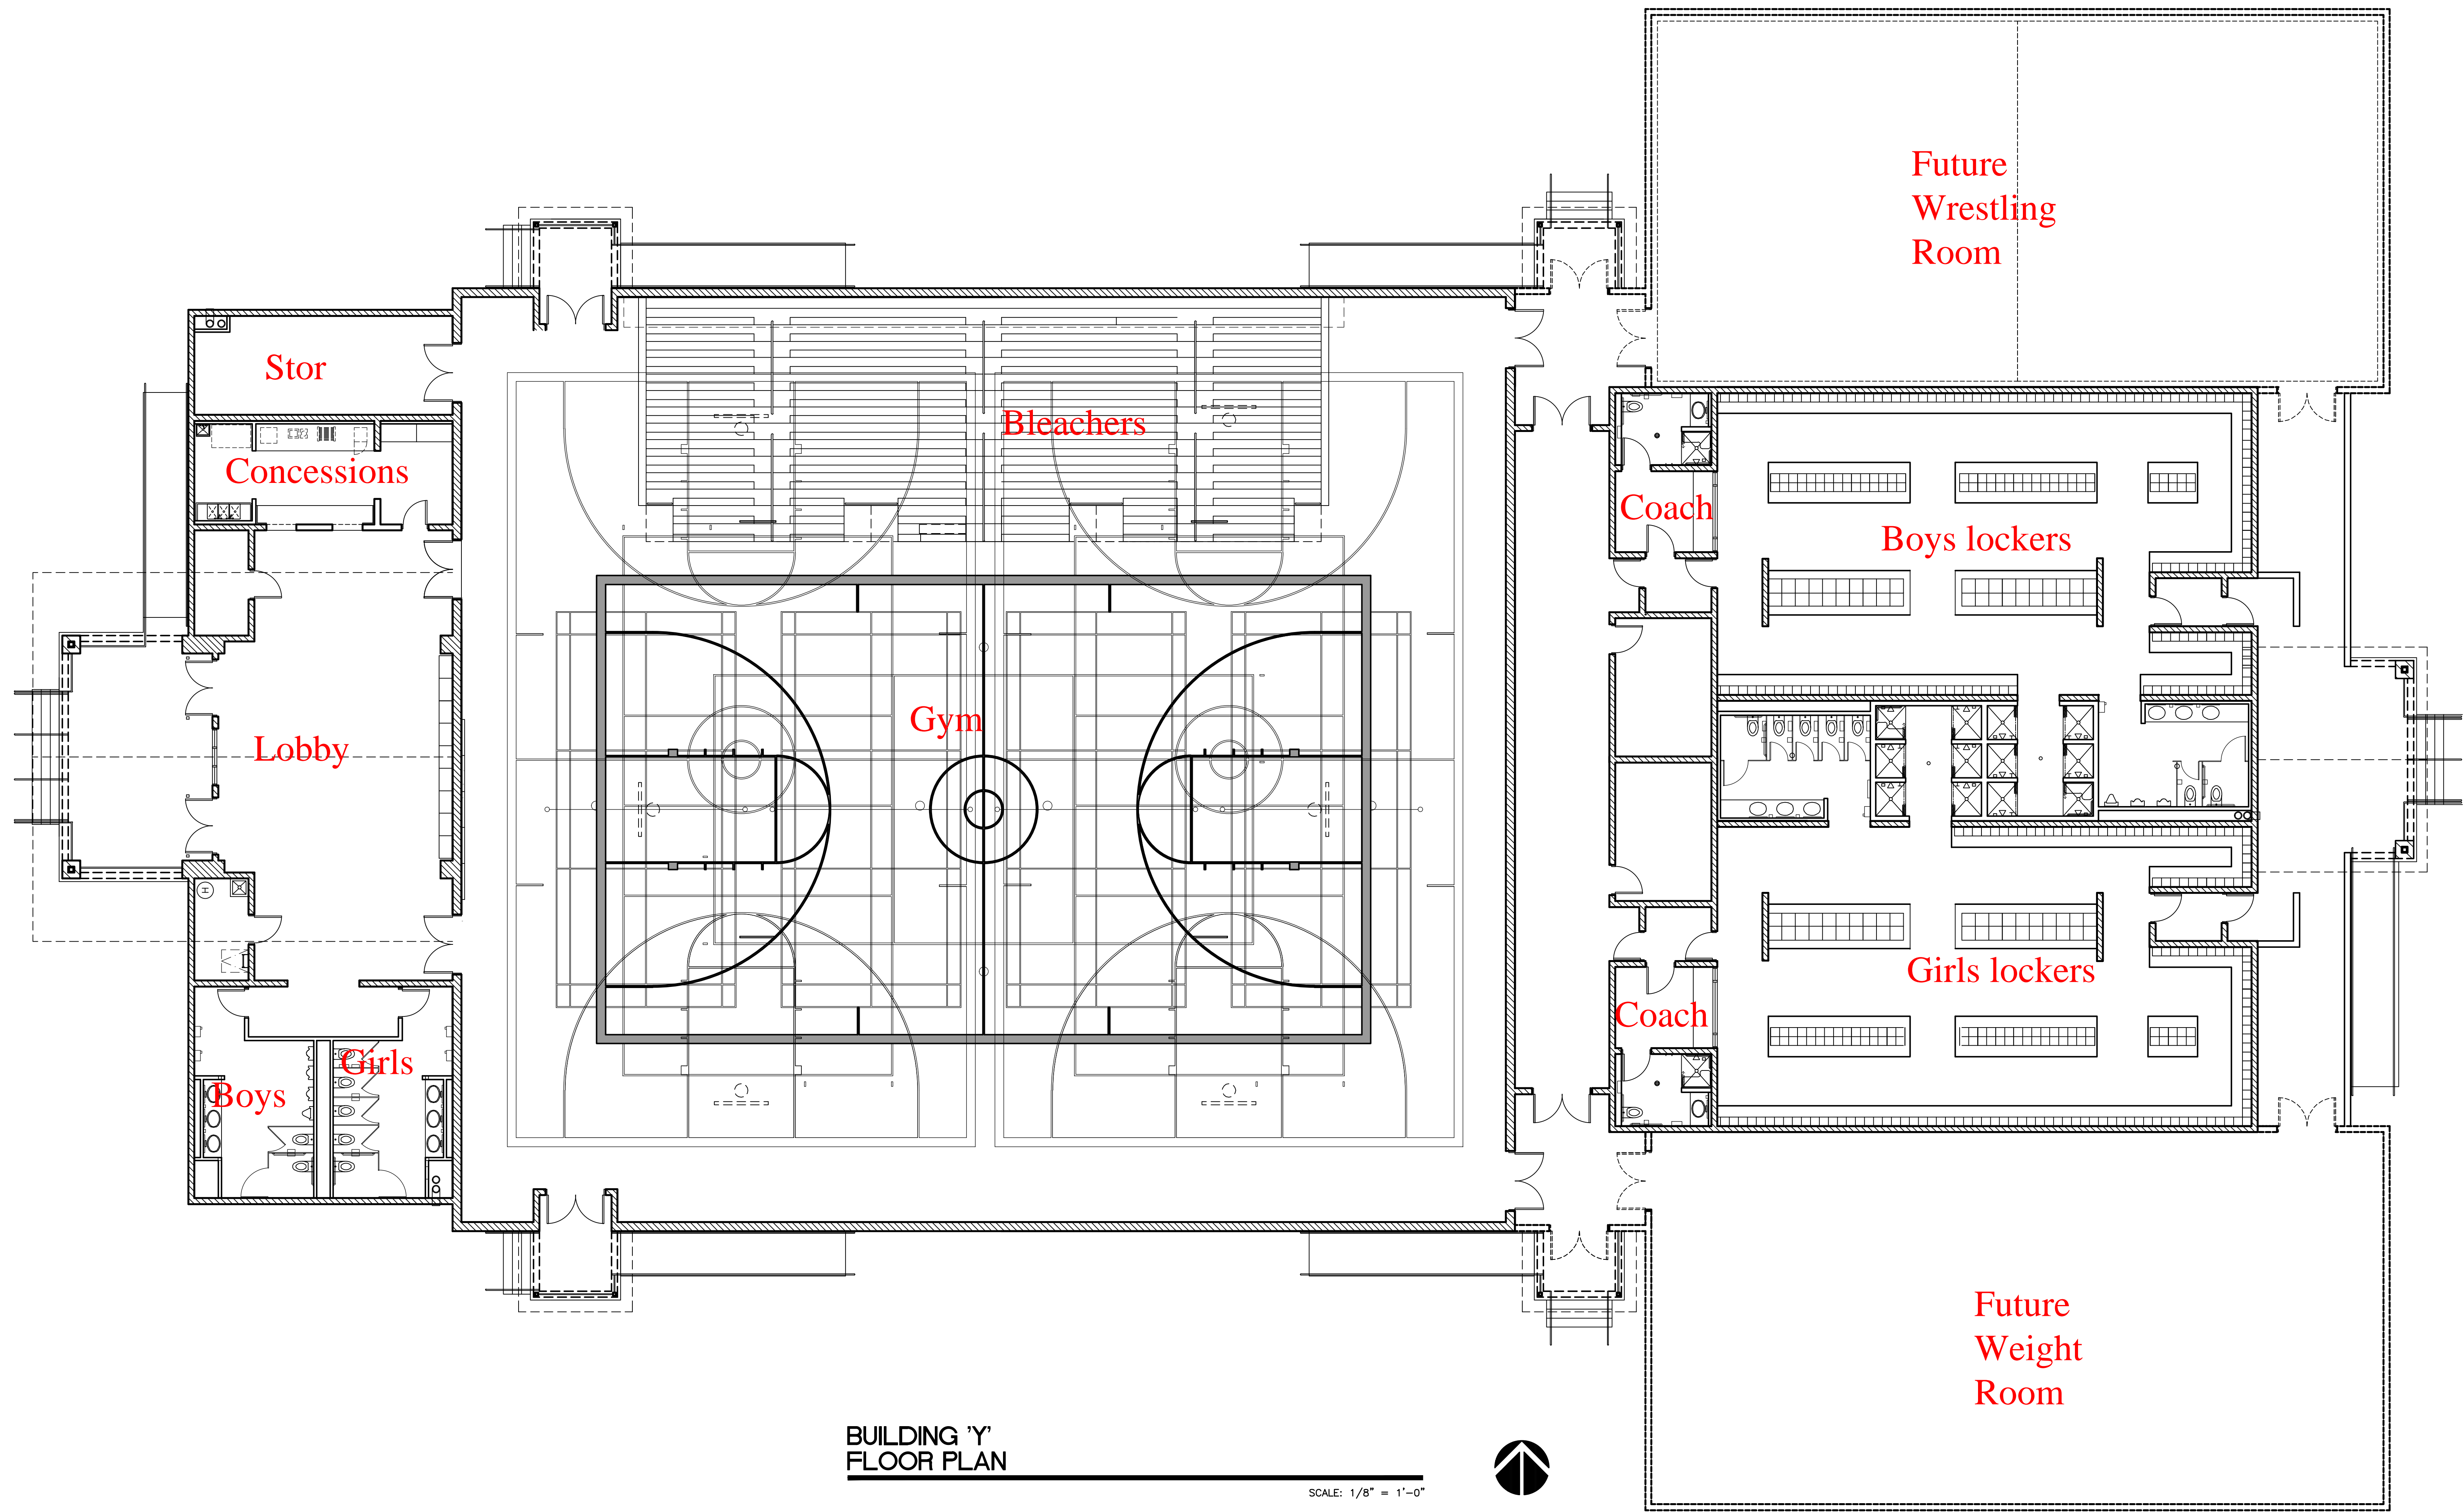 Future
Wrestling
Room
Stor
Bleachers
Concessions
Coach
Boys lockers
Gym
Lobby
Girls lockers
Coach
Girls
Boys
H
Future
Weight
Room
BUILDING 'Y'
FLOOR PLAN
SCALE: 1/8" = 1'-0"